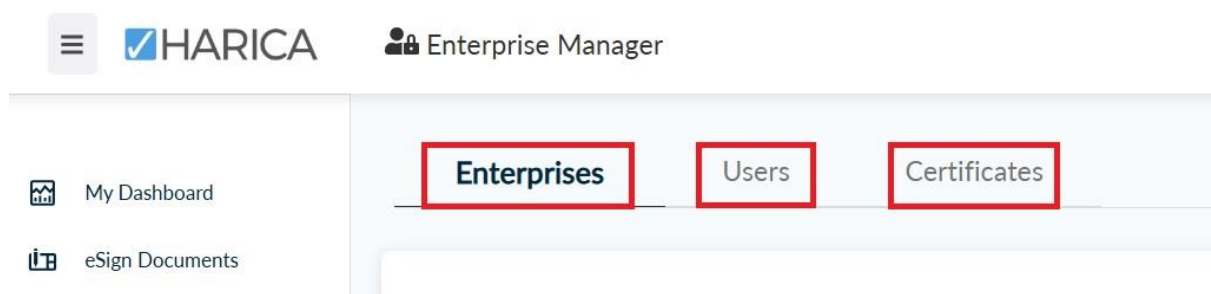 HARICA
Enterprise Manager
Enterprises Users Certificates
My Dashboard
eSign Documents